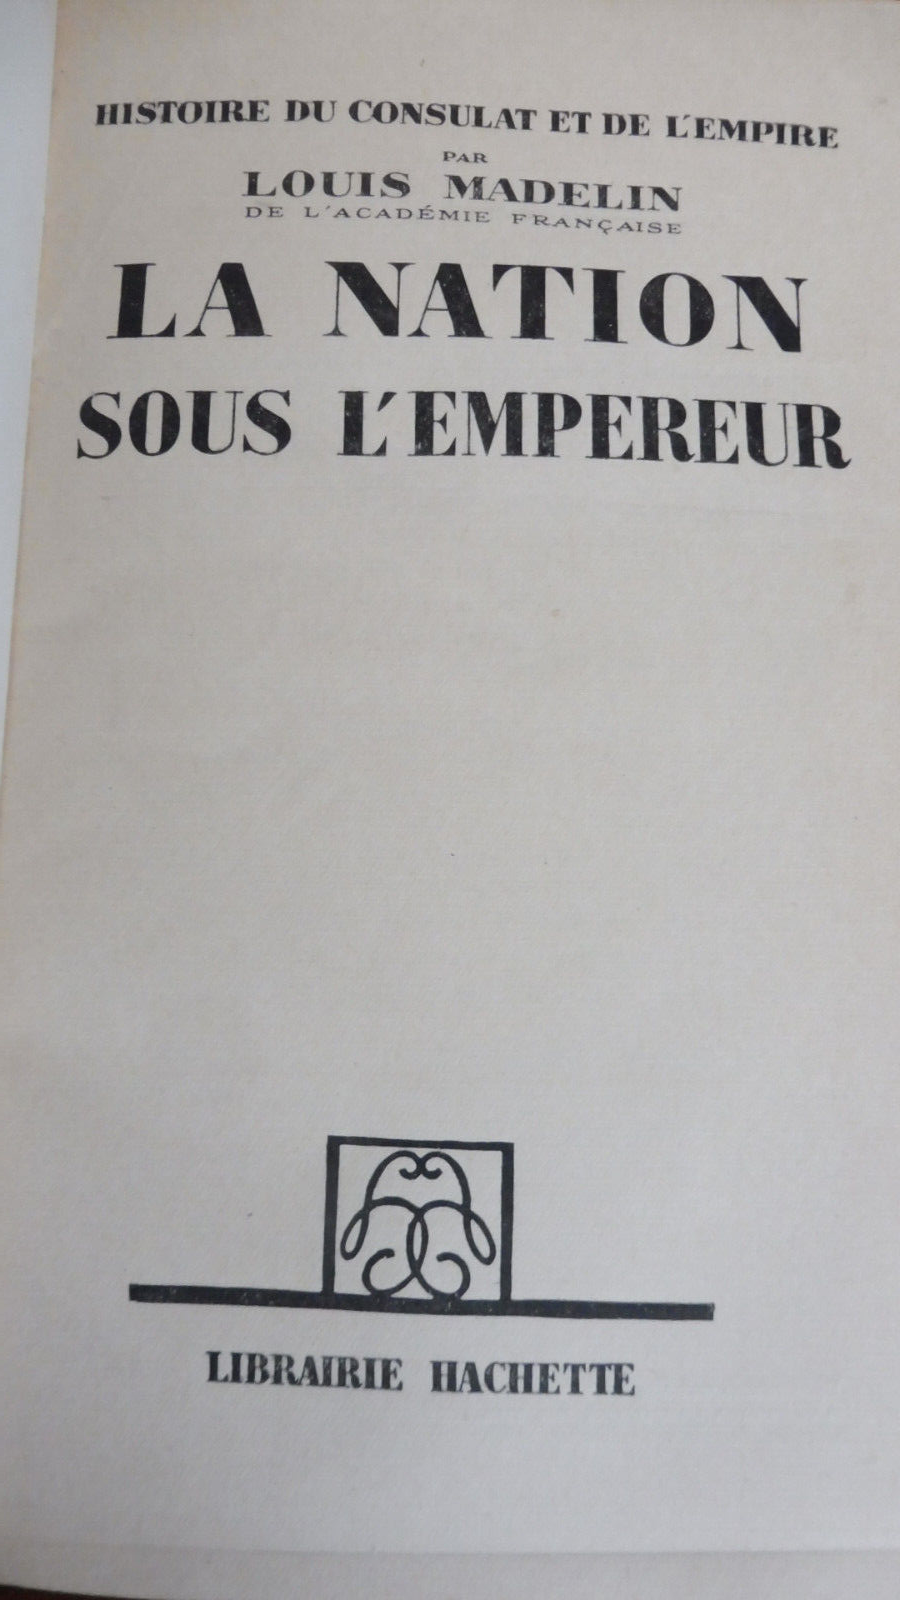 HISTOIRE DU CONSULAT ET DE L'EMPIRE
PAR
LOUIS MADELIN
DE L'ACADÉMIE FRANÇAISE
LA NATION
SOUS L'EMPEREUR
LIBRAIRIE HACHETTE